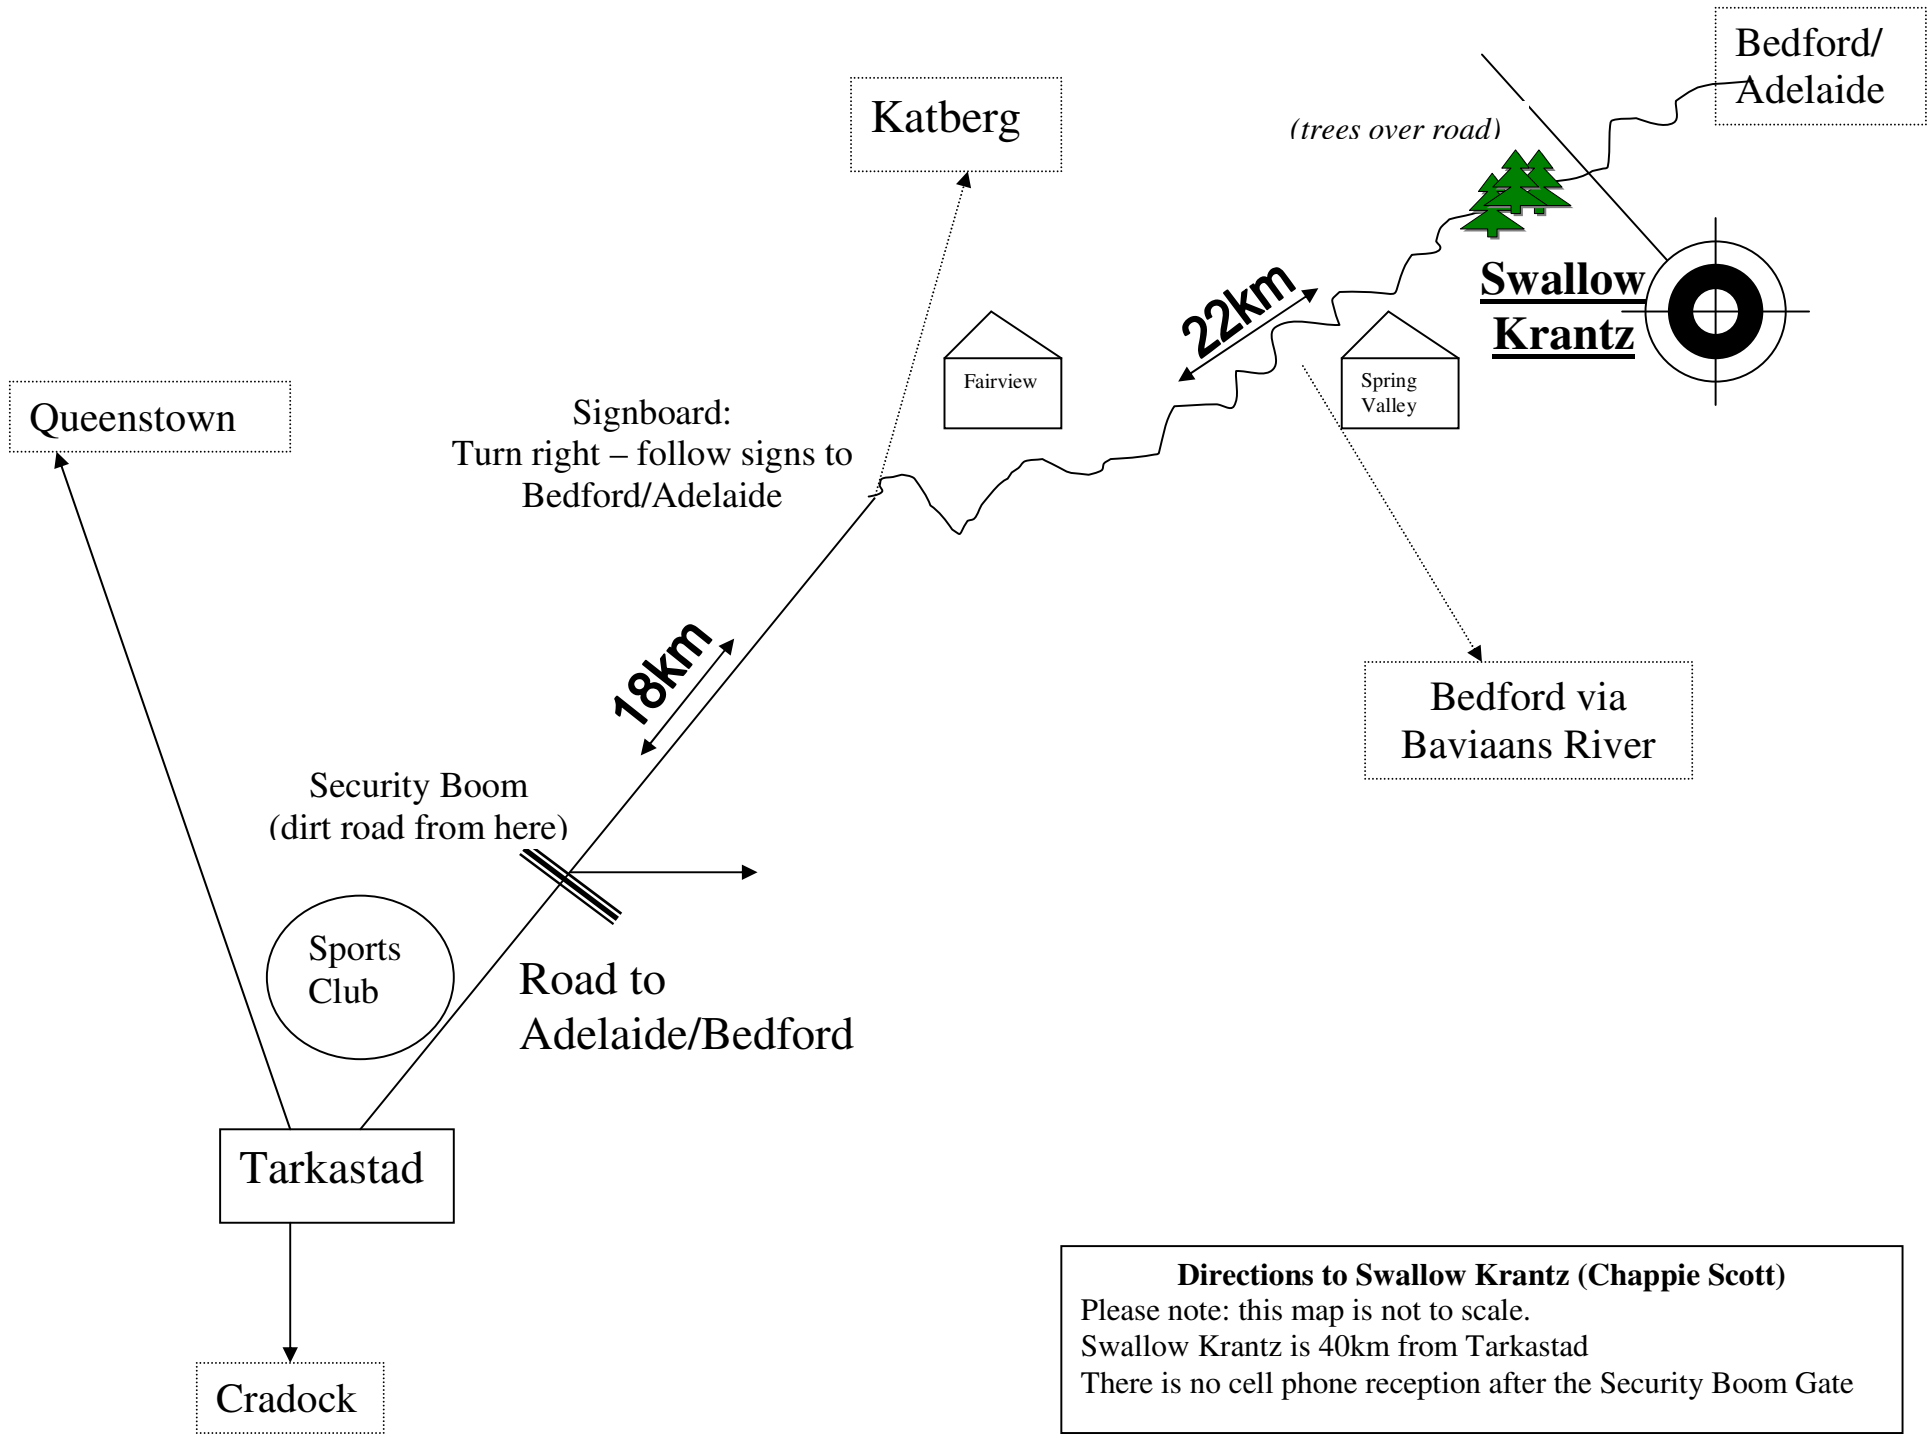 Bedford/
Adelaide
Katberg
(trees over road)
22km
Swallow
Krantz
Fairview
Spring
Valley
Queenstown
Signboard:
Turn right – follow signs to
Bedford/Adelaide
18km
Bedford via
Baviaans River
Security Boom
(dirt road from here)
Sports
Club
Road to
Adelaide/Bedford
Tarkastad
Cradock
Directions to Swallow Krantz (Chappie Scott)
Please note: this map is not to scale.
Swallow Krantz is 40km from Tarkastad
There is no cell phone reception after the Security Boom Gate